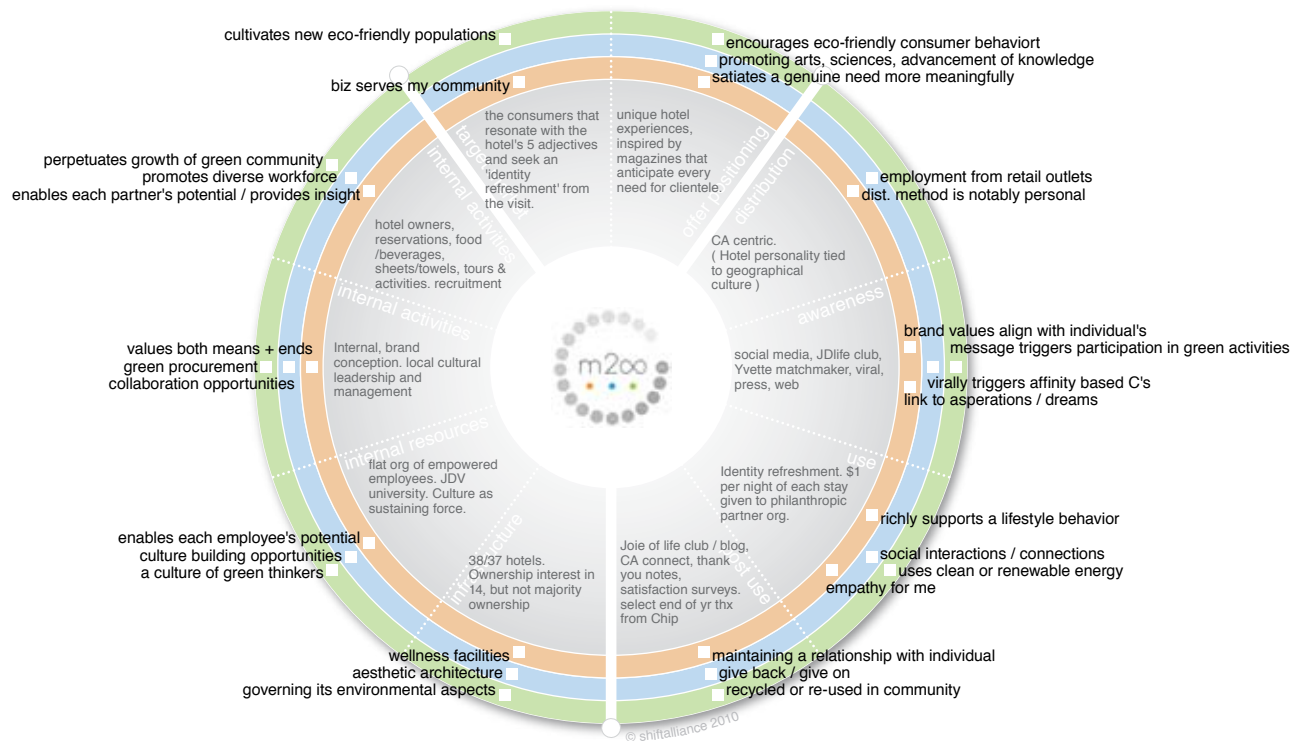 cultivates new eco-friendly populations
biz serves my community
encourages eco-friendly consumer behaviort
promoting arts, sciences, advancement of knowledge
satiates a genuine need more meaningfully
the consumers that
resonate with the
hotel's 5 adjectives
and seek an
'identity
refreshment' from
the visit.
unique hotel
experiences,
inspired by
magazines that
anticipate every
need for clientele.
offer positioning
distribution
internal activities
perpetuates growth of green community
promotes diverse workforce
enables each partner's potential / provides insight
employment from retail outlets
dist. method is notably personal
hotel owners,
reservations, food
/beverages,
sheets/towels, tours &
activities. recruitment
CA centric.
( Hotel personality tied
to geographical
culture )
internal activities
awareness
values both means + ends
green procurement
collaboration opportunities
Internal, brand
conception. local cultural
leadership and
management
m2oo
social media, JDlife club,
Yvette matchmaker, viral,
press, web
brand values align with individual's
message triggers participation in green activities
virally triggers affinity based C's
link to asperations / dreams
internal resources
use
flat org of empowered
employees. JDV
university. Culture as
sustaining force.
Identity refreshment. $1
per night of each stay
given to philanthropic
partner org.
enables each employee's potential
culture building opportunities
a culture of green thinkers
richly supports a lifestyle behavior
social interactions / connections
uses clean or renewable energy
empathy for me
38/37 hotels.
Ownership interest in
14, but not majority
ownership
Joie of life club / blog,
CA connect, thank
you notes,
satisfaction surveys.
select end of yr thx
from Chip
wellness facilities
aesthetic architecture
governing its environmental aspects
maintaining a relationship with individual
give back / give on
recycled or re-used in community
© shiftalliance 2010